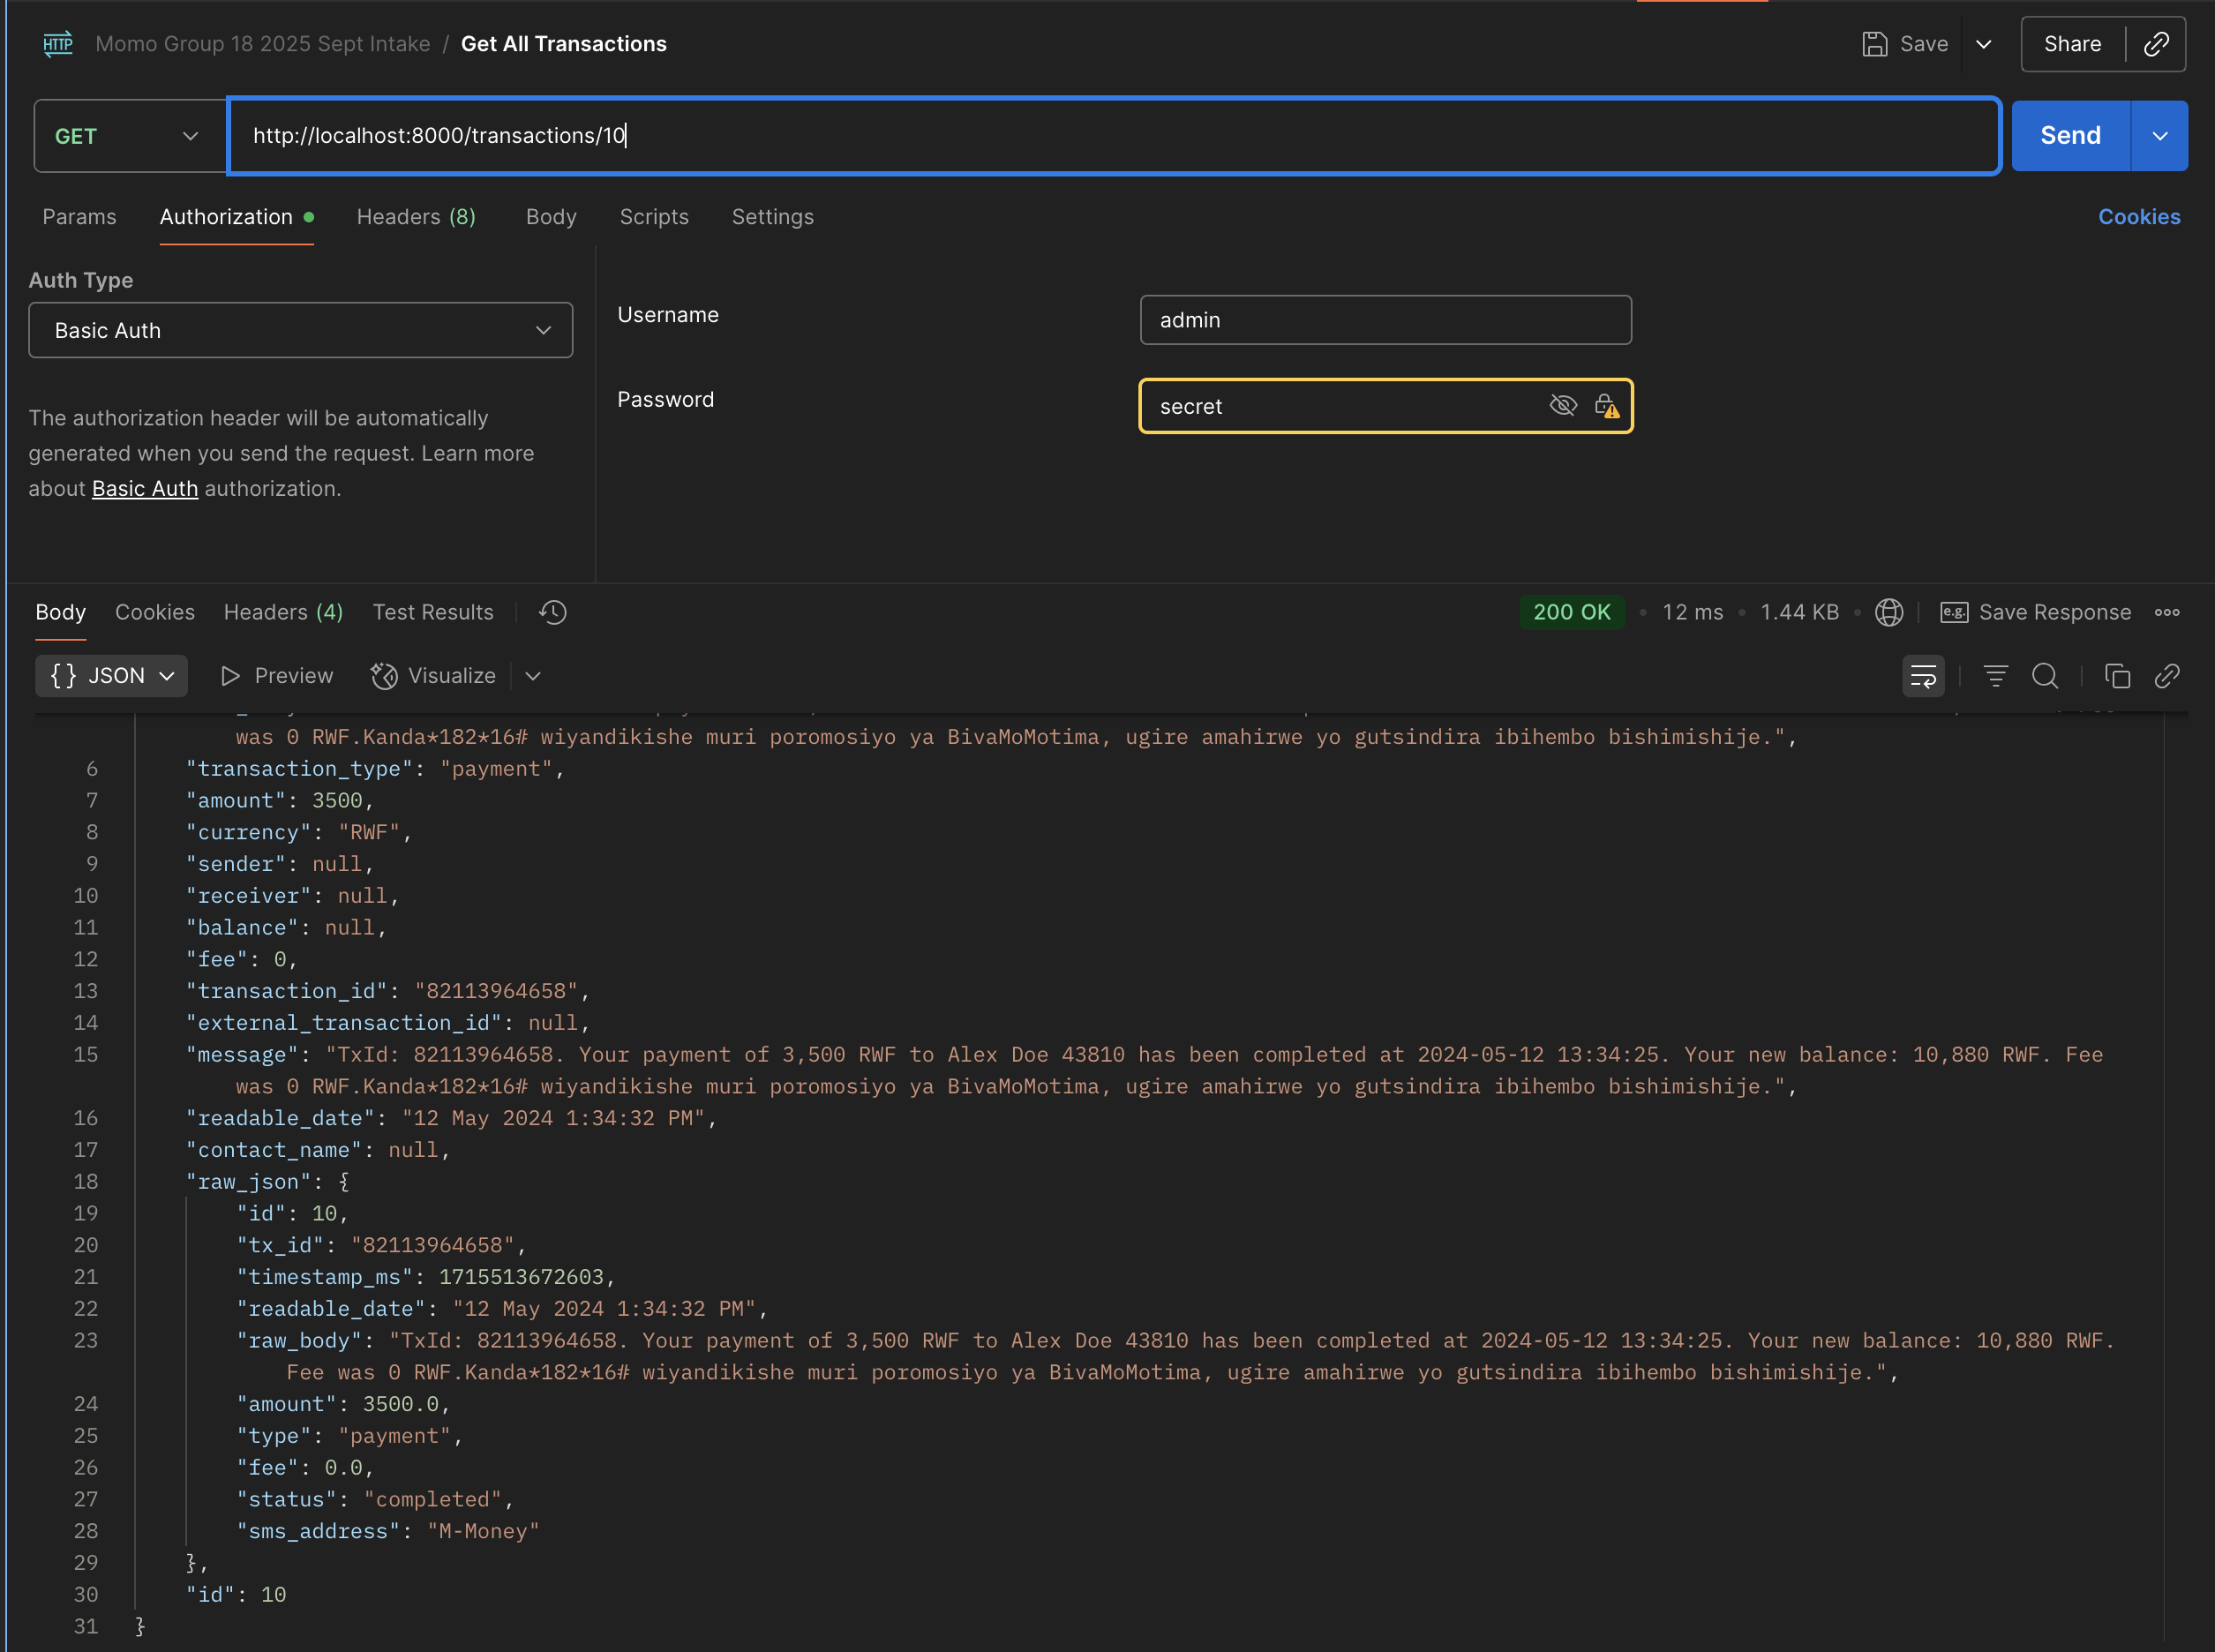 HTTP Momo Group 18 2025 Sept Intake / Get All Transactions
Save
Share
GET
http://localhost:8000/transactions/10
Send
Params
Authorization
Headers (8)
Body
Scripts
Settings
Cookies
Auth Type
Basic Auth
The authorization header will be automatically
generated when you send the request. Learn more
about Basic Auth authorization.
Username
admin
Password
secret
Body
Cookies
Headers (4)
Test Results
200 OK
12 ms
1.44 KB
e.g. Save Response
{} JSON
Preview
Visualize
was 0 RWF.Kanda*182*16# wiyandikishe muri poromosiyo ya BivaMoMotima, ugire amahirwe yo gutsindira ibihembo bishimishije.",
6 "transaction_type": "payment",
7 "amount": 3500,
8 "currency": "RWF",
9 "sender": null,
10 "receiver": null,
11 "balance": null,
12 "fee": 0,
13 "transaction_id": "82113964658",
14 "external_transaction_id": null,
15 "message": "TxId: 82113964658. Your payment of 3,500 RWF to Alex Doe 43810 has been completed at 2024-05-12 13:34:25. Your new balance: 10,880 RWF. Fee
was 0 RWF.Kanda*182*16# wiyandikishe muri poromosiyo ya BivaMoMotima, ugire amahirwe yo gutsindira ibihembo bishimishije.",
16 "readable_date": "12 May 2024 1:34:32 PM",
17 "contact_name": null,
18 "raw_json": {
19 "id": 10,
20 "tx_id": "82113964658",
21 "timestamp_ms": 1715513672603,
22 "readable_date": "12 May 2024 1:34:32 PM",
23 "raw_body": "TxId: 82113964658. Your payment of 3,500 RWF to Alex Doe 43810 has been completed at 2024-05-12 13:34:25. Your new balance: 10,880 RWF.
Fee was 0 RWF.Kanda*182*16# wiyandikishe muri poromosiyo ya BivaMoMotima, ugire amahirwe yo gutsindira ibihembo bishimishije.",
24 "amount": 3500.0,
25 "type": "payment",
26 "fee": 0.0,
27 "status": "completed",
28 "sms_address": "M-Money"
29 },
30 "id": 10
31 }